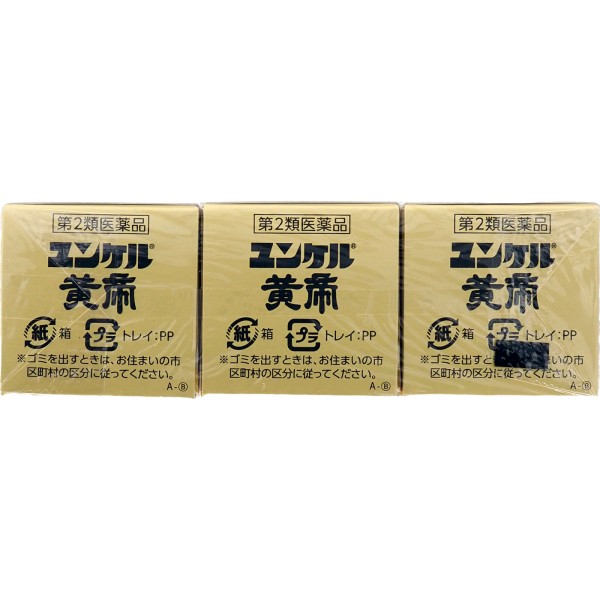 第2類医薬品
ユンケル®
黄帝
紙 箱 プラ トレイ:PP
※ゴミを出すときは、お住まいの市
区町村の区分に従ってください。
A-Ⓑ
第2類医薬品
ユンケル®
黄帝
紙 箱 プラ トレイ:PP
※ゴミを出すときは、お住まいの市
区町村の区分に従ってください。
A-Ⓑ
第2類医薬品
ユンケル®
黄帝
紙 箱 プラ トレイ:PP
※ゴミを出すと
住まいの市
区町村の区分
てください。
A-Ⓑ